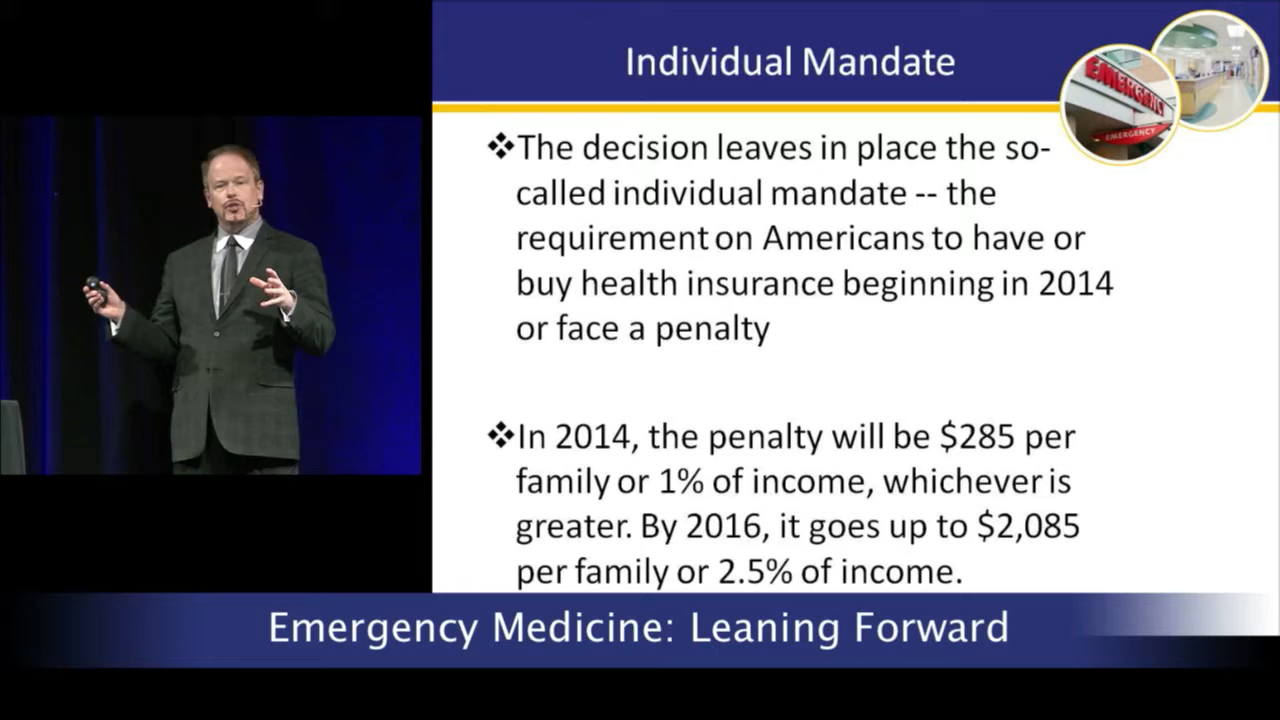 Individual Mandate
EMERGENCY
EMERGENCY
❖The decision leaves in place the so-
called individual mandate -- the
requirement on Americans to have or
buy health insurance beginning in 2014
or face a penalty
❖In 2014, the penalty will be $285 per
family or 1% of income, whichever is
greater. By 2016, it goes up to $2,085
per family or 2.5% of income.
Emergency Medicine: Leaning Forward